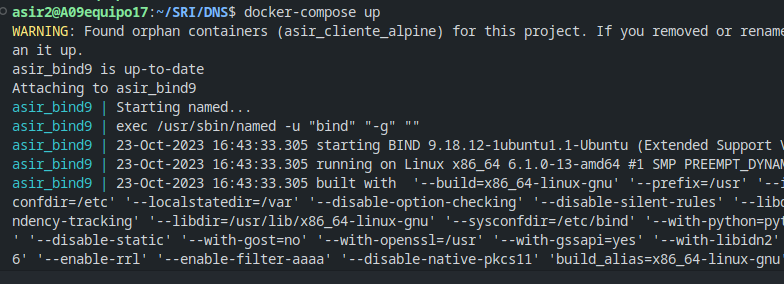 asir2@A09equipo17:~/SRI/DNS$ docker-compose up
WARNING: Found orphan containers (asir_cliente_alpine) for this project. If you removed or rename
an it up.
asir_bind9 is up-to-date
Attaching to asir_bind9
asir_bind9 | Starting named...
asir_bind9 | exec /usr/sbin/named -u "bind" "-g" ""
asir_bind9 | 23-Oct-2023 16:43:33.305 starting BIND 9.18.12-1ubuntu1.1-Ubuntu (Extended Support V
asir_bind9 | 23-Oct-2023 16:43:33.305 running on Linux x86_64 6.1.0-13-amd64 #1 SMP PREEMPT_DYNAM
asir_bind9 | 23-Oct-2023 16:43:33.305 built with  '--build=x86_64-linux-gnu' '--prefix=/usr' '--i
confdir=/etc' '--localstatedir=/var' '--disable-option-checking' '--disable-silent-rules' '--libd
ndency-tracking' '--libdir=/usr/lib/x86_64-linux-gnu' '--sysconfdir=/etc/bind' '--with-python=pyt
' '--disable-static' '--with-gost=no' '--with-openssl=/usr' '--with-gssapi=yes' '--with-libidn2'
6' '--enable-rrl' '--enable-filter-aaaa' '--disable-native-pkcs11' 'build_alias=x86_64-linux-gnu'